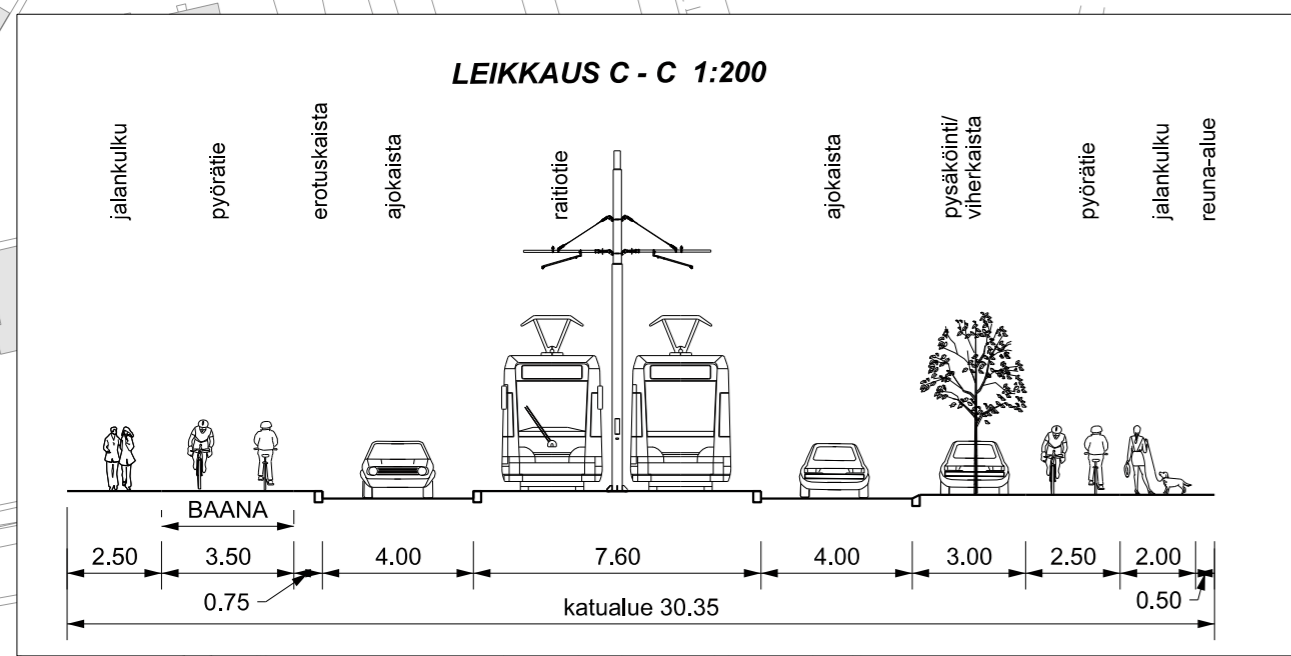 LEIKKAUS C - C 1:200
jalankulku
pyörätie
erotuskaista
ajokaista
raitiotie
ajokaista
pysäköinti/
viherkaista
pyörätie
jalankulku
reuna-alue
BAANA
2.50
3.50
0.75
4.00
7.60
4.00
3.00
2.50
2.00
0.50
katualue 30.35